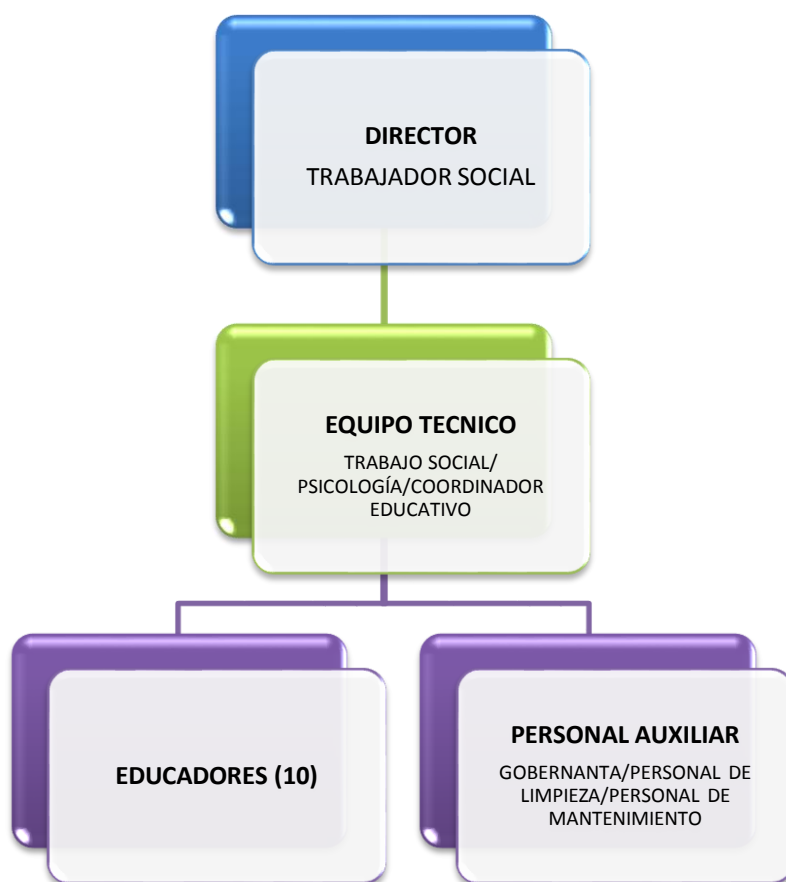 DIRECTOR
TRABAJADOR SOCIAL
EQUIPO TECNICO
TRABAJO SOCIAL/
PSICOLOGÍA/COORDINADOR
EDUCATIVO
EDUCADORES (10)
PERSONAL AUXILIAR
GOBERNANTA/PERSONAL DE
LIMPIEZA/PERSONAL DE
MANTENIMIENTO